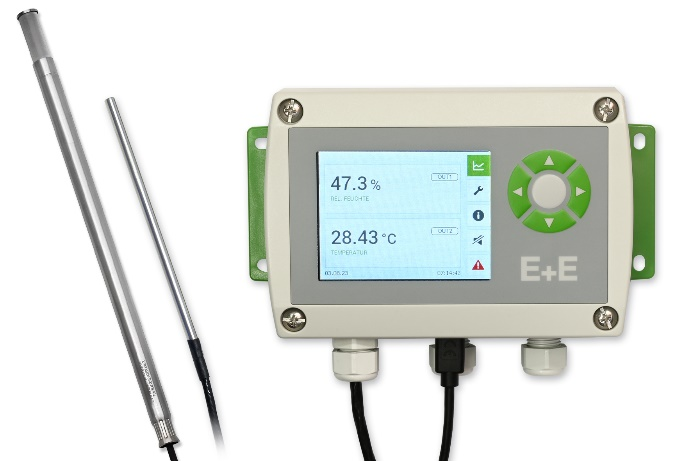 47.3 %
OUT1
REL. FEUCHTE
28.43 °C
OUT2
TEMPERATUR
E+E